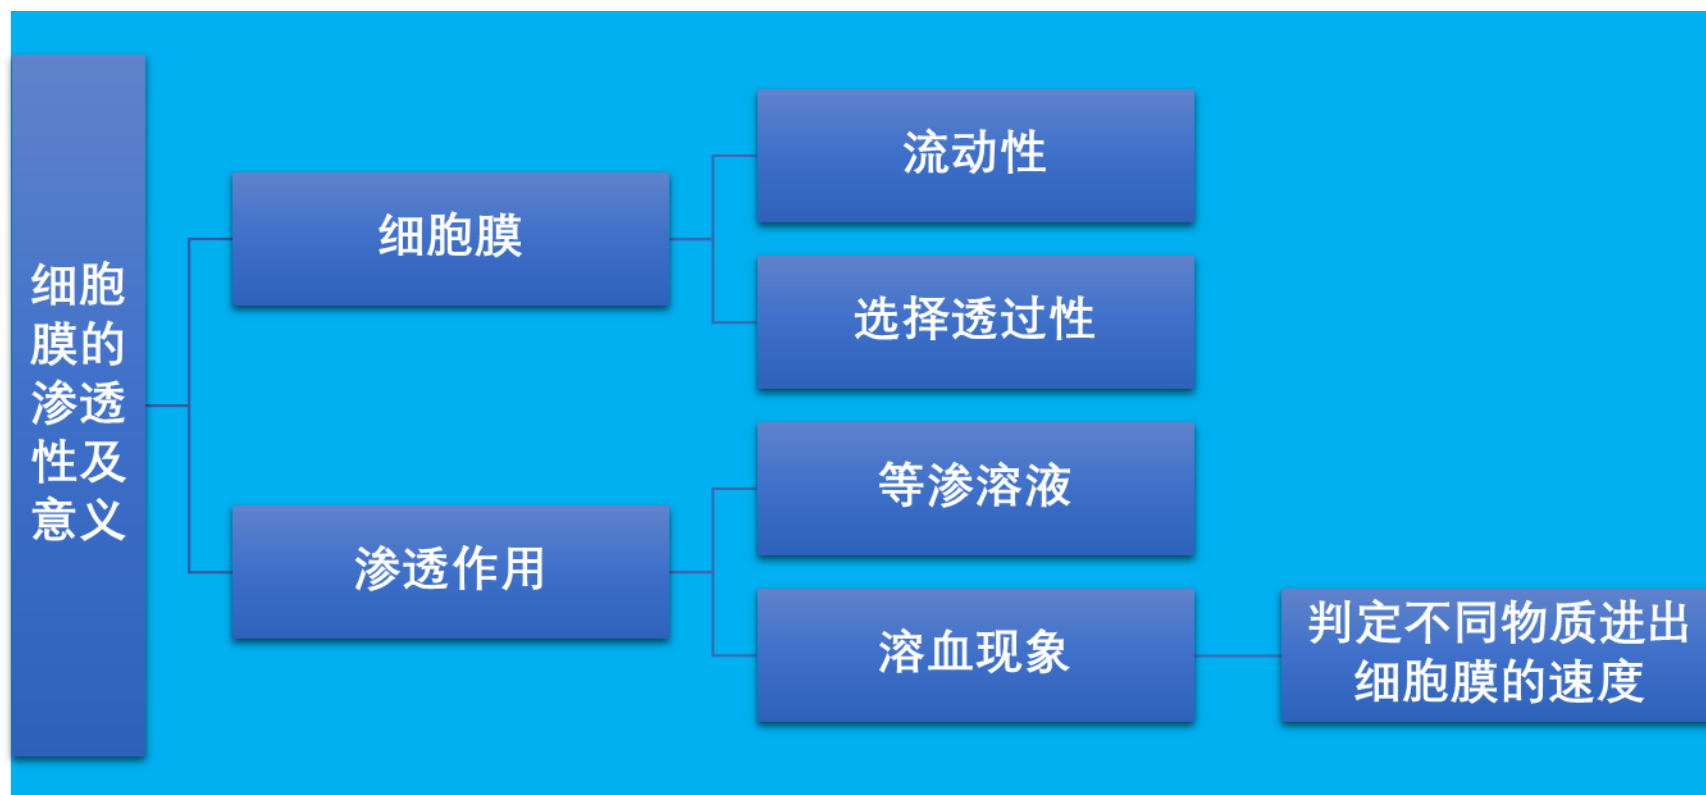 细胞
膜的
渗透
性及
意义
细胞膜
流动性
选择透过性
渗透作用
等渗溶液
溶血现象
判定不同物质进出
细胞膜的速度